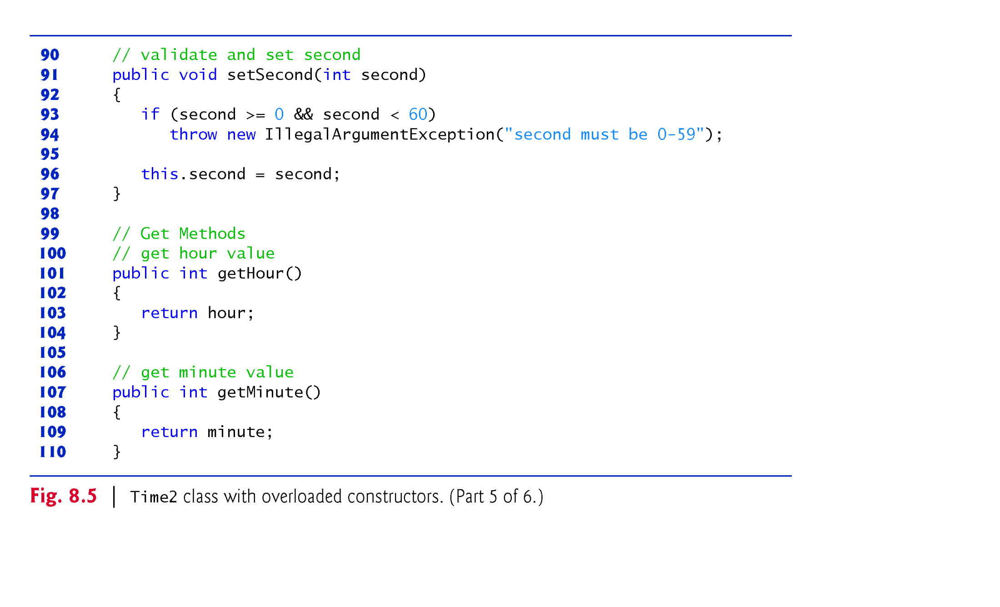 90 // validate and set second
91 public void setSecond(int second)
92 {
93 if (second >= 0 && second < 60)
94 throw new IllegalArgumentException("second must be 0-59");
95
96 this.second = second;
97 }
98
99 // Get Methods
100 // get hour value
101 public int getHour()
102 {
103 return hour;
104 }
105
106 // get minute value
107 public int getMinute()
108 {
109 return minute;
110 }
Fig. 8.5 | Time2 class with overloaded constructors. (Part 5 of 6.)